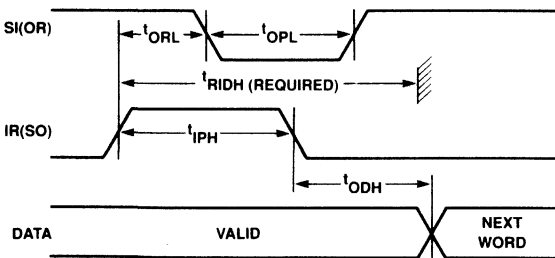 SI(OR)
tORL
tOPL
tRIDH (REQUIRED)
IR(SO)
tIPH
tODH
DATA
VALID
NEXT
WORD